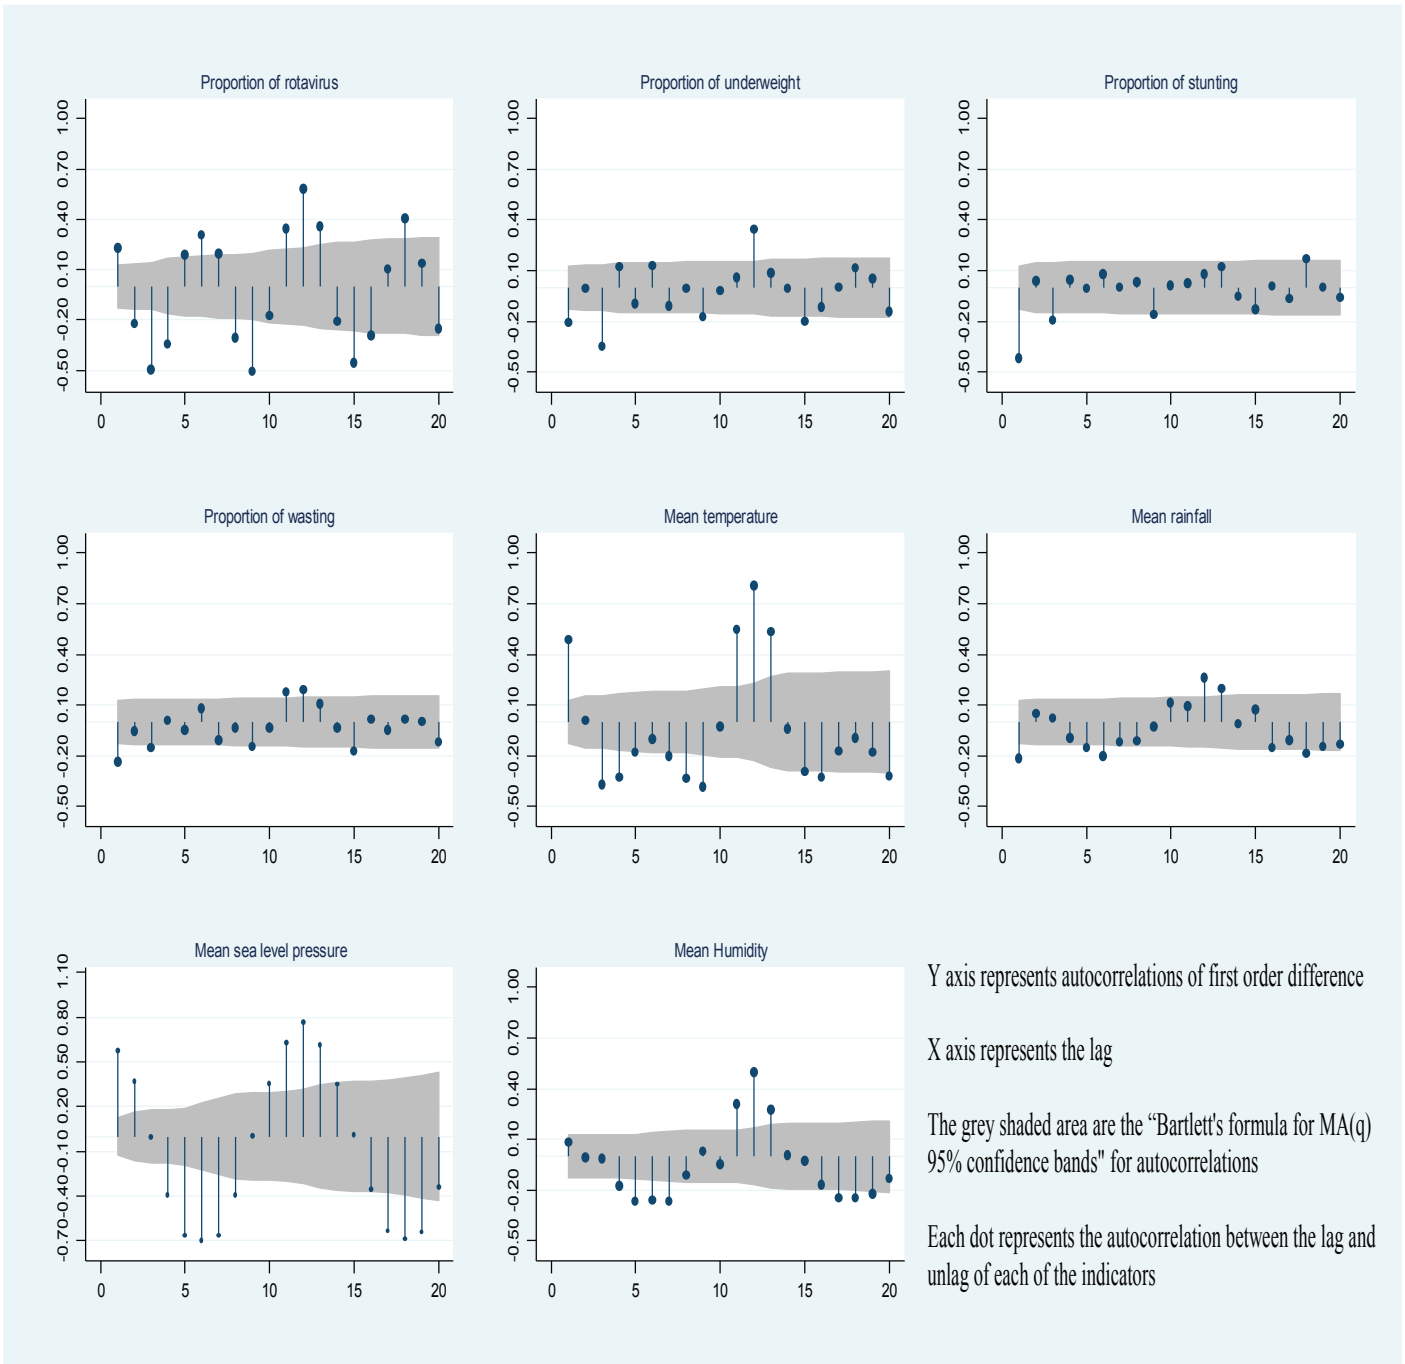 Proportion of rotavirus
1.00
0.70
0.40
0.10
-0.20
-0.50
0 5 10 15 20
Proportion of underweight
1.00
0.70
0.40
0.10
-0.20
-0.50
0 5 10 15 20
Proportion of stunting
1.00
0.70
0.40
0.10
-0.20
-0.50
0 5 10 15 20
Proportion of wasting
1.00
0.70
0.40
0.10
-0.20
-0.50
0 5 10 15 20
Mean temperature
1.00
0.70
0.40
0.10
-0.20
-0.50
0 5 10 15 20
Mean rainfall
1.00
0.70
0.40
0.10
-0.20
-0.50
0 5 10 15 20
Mean sea level pressure
1.10
0.80
0.50
0.20
-0.10
-0.40
-0.70
0 5 10 15 20
Mean Humidity
1.00
0.70
0.40
0.10
-0.20
-0.50
0 5 10 15 20
Y axis represents autocorrelations of first order difference
X axis represents the lag
The grey shaded area are the “Bartlett's formula for MA(q)
95% confidence bands" for autocorrelations
Each dot represents the autocorrelation between the lag and
unlag of each of the indicators